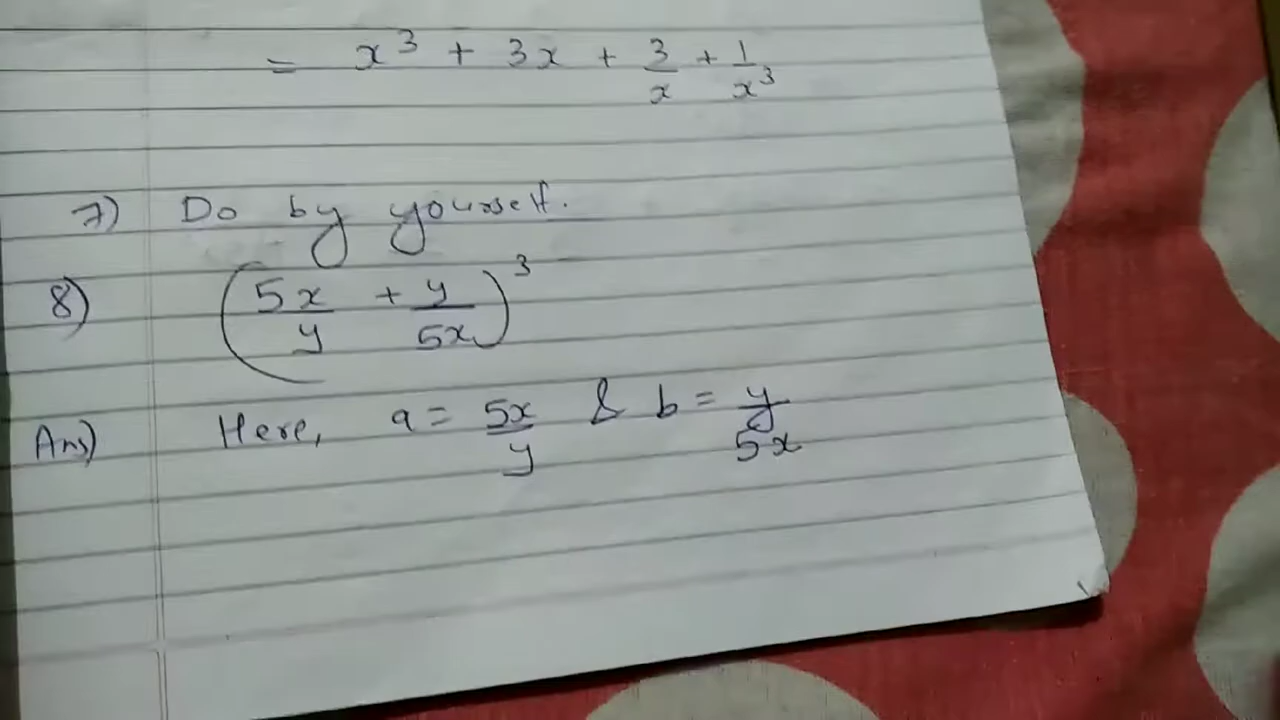 = x³ + 3x + 3/x + 1/x³
7) Do by yourself.
8) (5x/y + y/5x)³
Ans) Here, a = 5x/y & b = y/5x